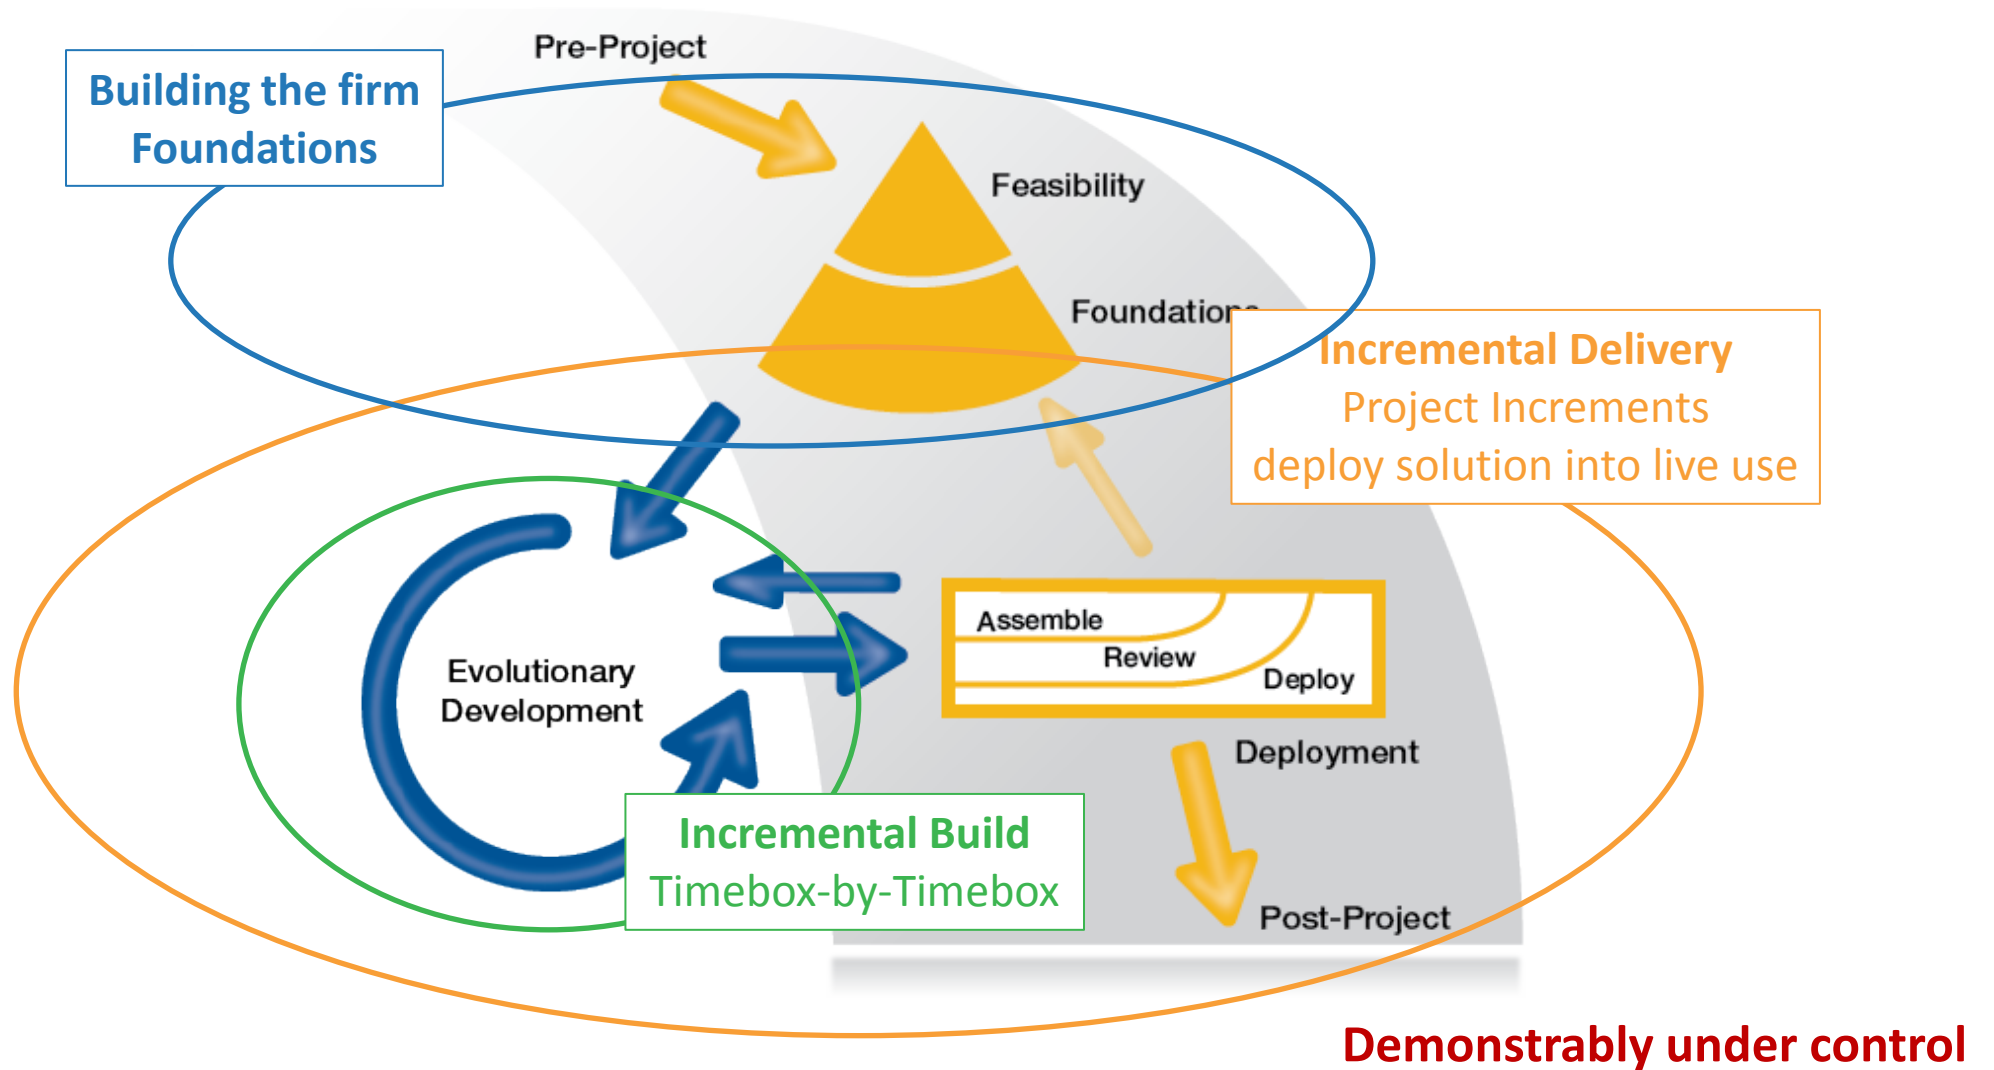 Pre-Project
Building the firm
Foundations
Feasibility
Foundations
Incremental Delivery
Project Increments
deploy solution into live use
Assemble
Review
Deploy
Evolutionary
Development
Deployment
Incremental Build
Timebox-by-Timebox
Post-Project
Demonstrably under control